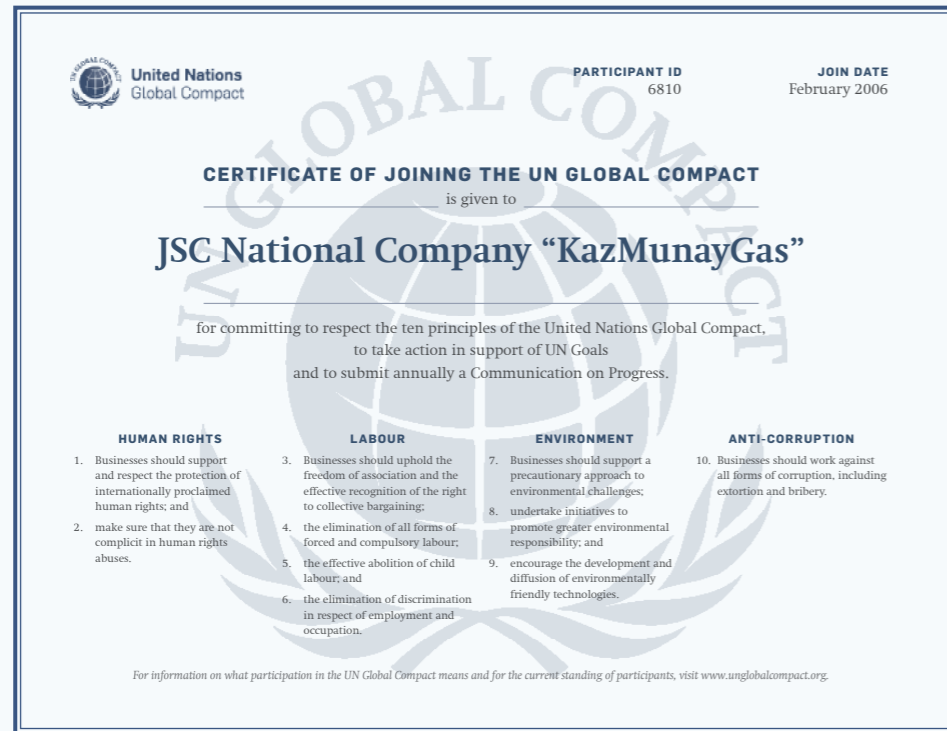 UN GLOBAL COMPACT
United Nations
Global Compact
PARTICIPANT ID
6810
JOIN DATE
February 2006
UN GLOBAL COMPACT
CERTIFICATE OF JOINING THE UN GLOBAL COMPACT
is given to
JSC National Company “KazMunayGas”
for committing to respect the ten principles of the United Nations Global Compact,
to take action in support of UN Goals
and to submit annually a Communication on Progress.
HUMAN RIGHTS
1. Businesses should support
and respect the protection of
internationally proclaimed
human rights; and
2. make sure that they are not
complicit in human rights
abuses.
LABOUR
3. Businesses should uphold the
freedom of association and the
effective recognition of the right
to collective bargaining;
4. the elimination of all forms of
forced and compulsory labour;
5. the effective abolition of child
labour; and
6. the elimination of discrimination
in respect of employment and
occupation.
ENVIRONMENT
7. Businesses should support a
precautionary approach to
environmental challenges;
8. undertake initiatives to
promote greater environmental
responsibility; and
9. encourage the development and
diffusion of environmentally
friendly technologies.
ANTI-CORRUPTION
10. Businesses should work against
all forms of corruption, including
extortion and bribery.
For information on what participation in the UN Global Compact means and for the current standing of participants, visit www.unglobalcompact.org.